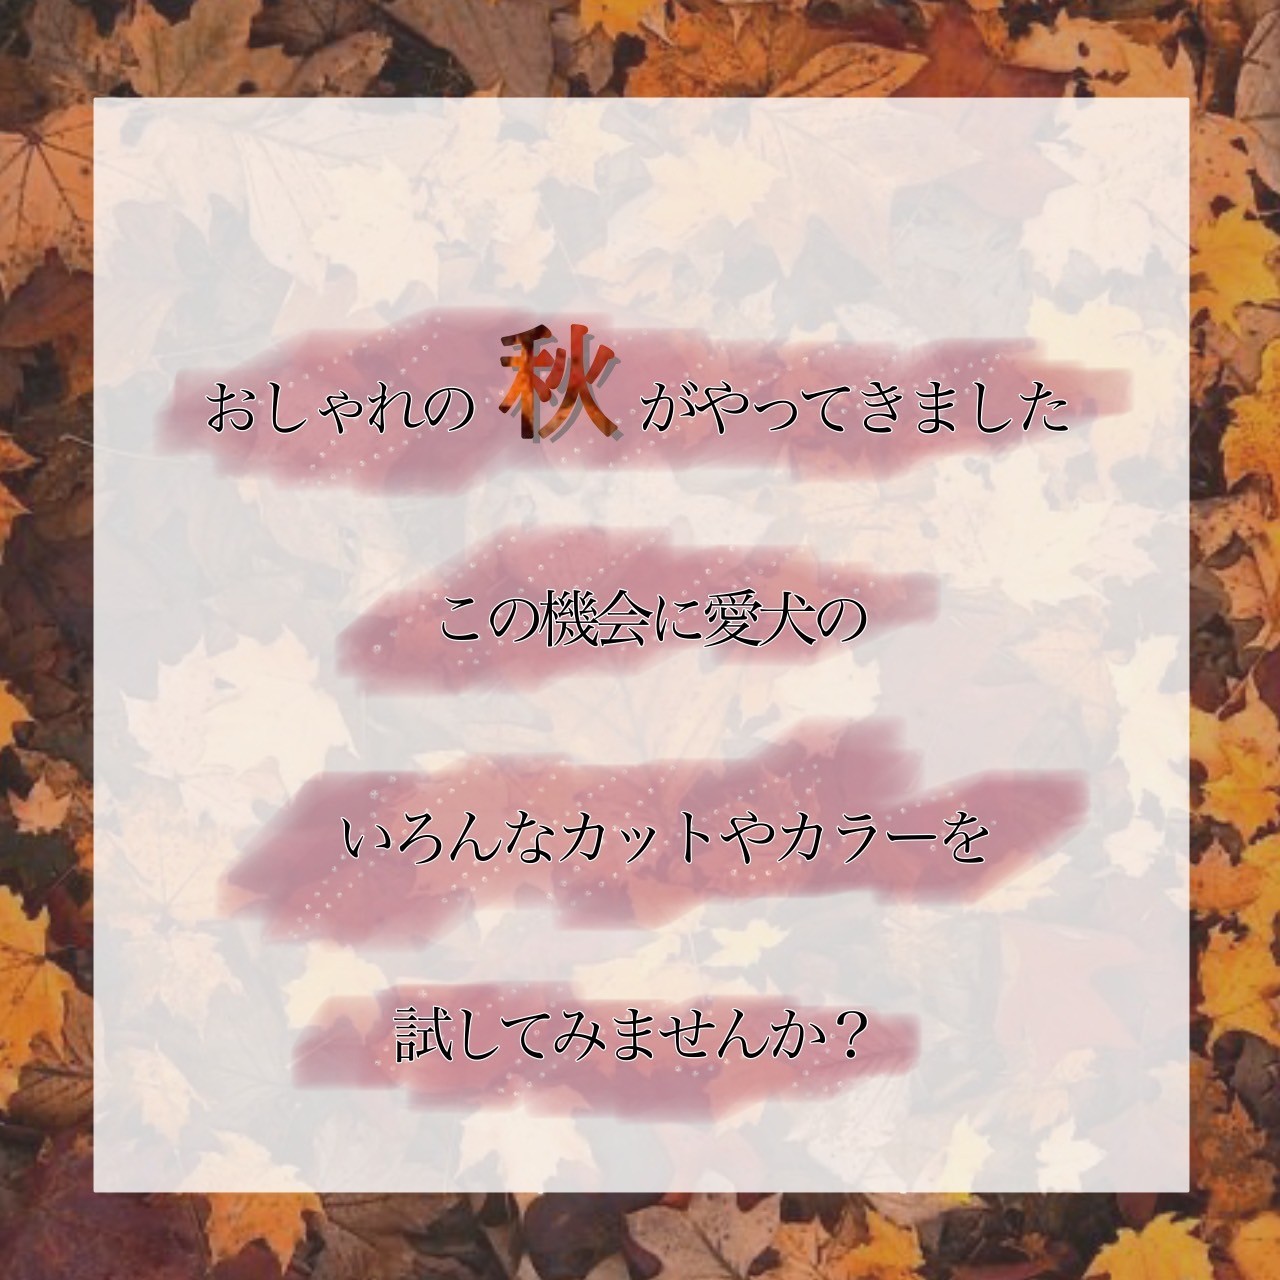 おしゃれの 秋 がやってきました
この機会に愛犬の
いろんなカットやカラーを
試してみませんか？